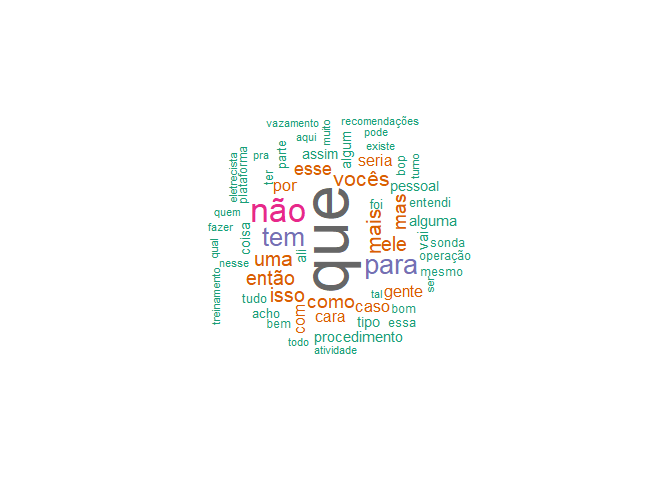 vazamento
recomendações
muito
pode
aqui
existe
algum
parte
assim
pra
plataforma
eletrecista
ter
esse
seria
bop
turno
vocês
por
pessoal
quem
não
que
foi
mas
entendi
fazer
coisa
tem
mais
alguma
qual
ali
ele
vaio
sonda
uma
nesse
para
operação
então
mesmo
treinamento
isso
como
tal
gente
ser
tudo
com
caso
bom
acho
cara
bem
tipo
essa
todo
procedimento
atividade